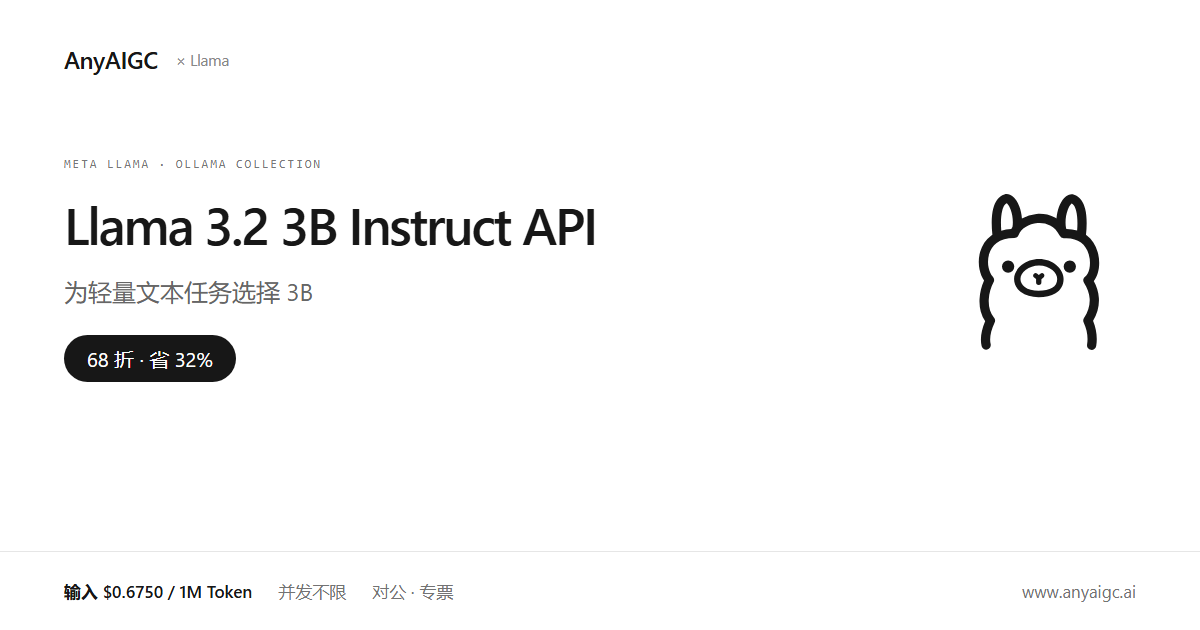 AnyAIGC × Llama
META LLAMA · OLLAMA COLLECTION
Llama 3.2 3B Instruct API
为轻量文本任务选择 3B
68 折 · 省 32%
输入 $0.6750 / 1M Token 并发不限 对公 · 专票 www.anyaigc.ai